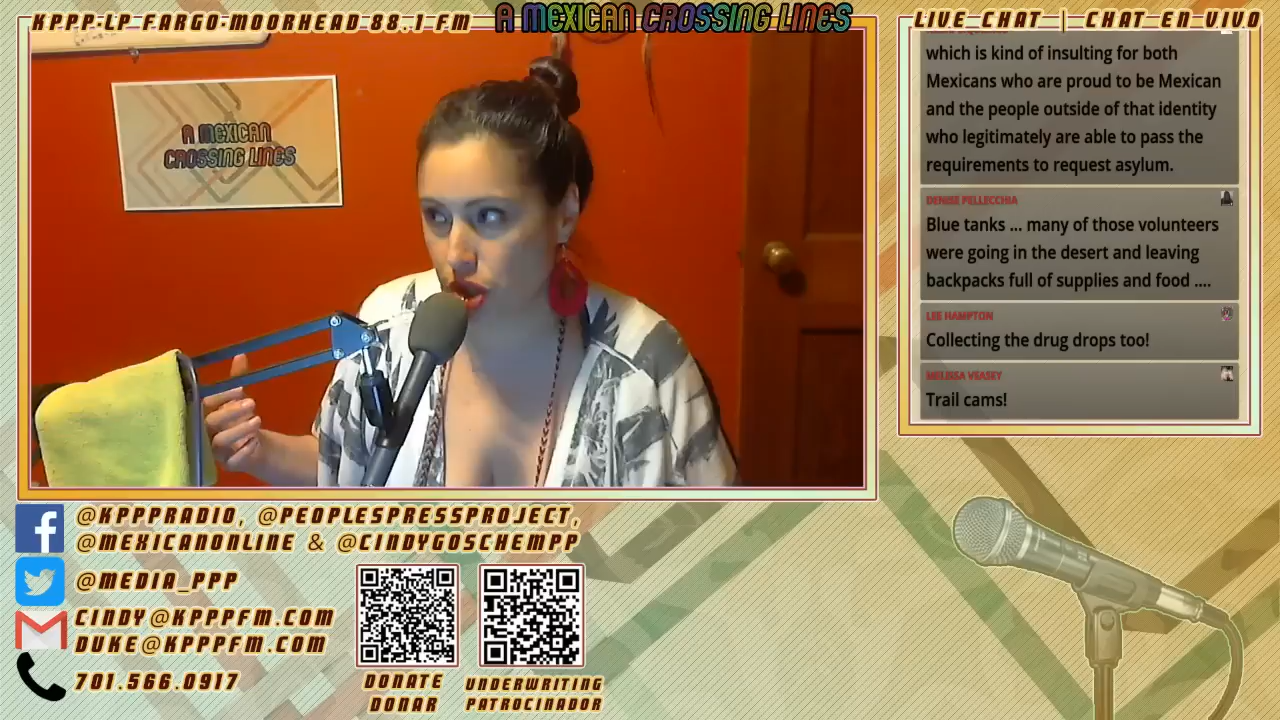 KPPP-LP FARGO-MOORHEAD 88.1 FM
A MEXICAN CROSSING LINES
LIVE CHAT | CHAT EN VIVO
A MEXICAN
CROSSING LINES
which is kind of insulting for both
Mexicans who are proud to be Mexican
and the people outside of that identity
who legitimately are able to pass the
requirements to request asylum.
DENISE PELLECCHIA
Blue tanks ... many of those volunteers
were going in the desert and leaving
backpacks full of supplies and food ....
LEE HAMPTON
Collecting the drug drops too!
MELISSA VEASEY
Trail cams!
@KPPPRADIO, @PEOPLESPRESSPROJECT,
@MEXICANONLINE & @CINDYGOSCHEMPP
@MEDIA_PPP
CINDY@KPPPFM.COM
DUKE@KPPPFM.COM
701.566.0917
DONATE
DONAR
UNDERWRITING
PATROCINADOR